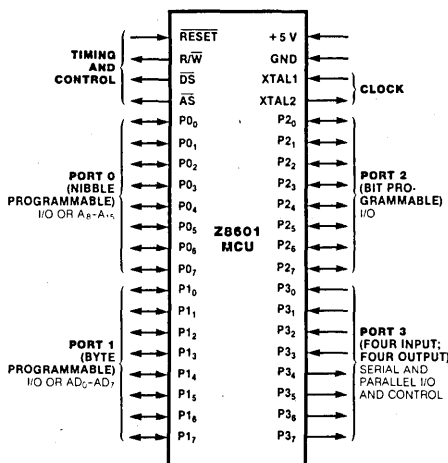 TIMING
AND
CONTROL
RESET
R/W
DS
AS
PORT 0
(NIBBLE
PROGRAMMABLE)
I/O OR A₈-A₁₅
P0₀
P0₁
P0₂
P0₃
P0₄
P0₅
P0₆
P0₇
PORT 1
(BYTE
PROGRAMMABLE)
I/O OR AD₀-AD₇
P1₀
P1₁
P1₂
P1₃
P1₄
P1₅
P1₆
P1₇
Z8601
MCU
+5 V
GND
XTAL1
XTAL2
CLOCK
P2₀
P2₁
P2₂
P2₃
P2₄
P2₅
P2₆
P2₇
PORT 2
(BIT PRO-
GRAMMABLE)
I/O
P3₀
P3₁
P3₂
P3₃
P3₄
P3₅
P3₆
P3₇
PORT 3
(FOUR INPUT;
FOUR OUTPUT)
SERIAL AND
PARALLEL I/O
AND CONTROL